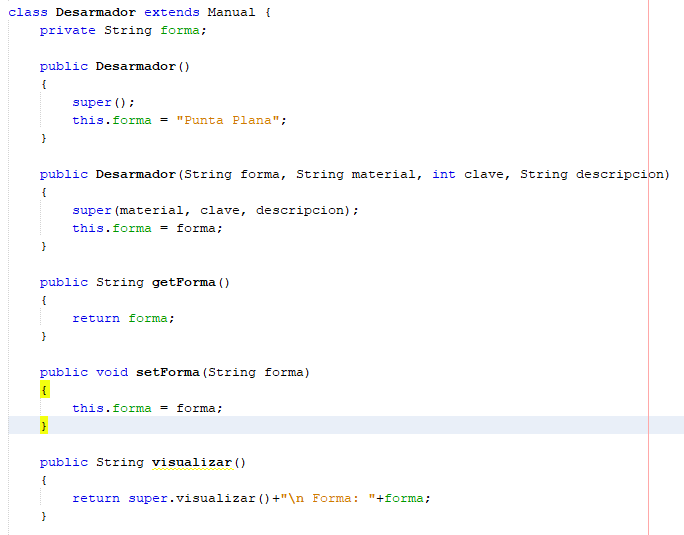 class Desarmador extends Manual {
    private String forma;

    public Desarmador()
    {
        super();
        this.forma = "Punta Plana";
    }

    public Desarmador(String forma, String material, int clave, String descripcion)
    {
        super(material, clave, descripcion);
        this.forma = forma;
    }

    public String getForma()
    {
        return forma;
    }

    public void setForma(String forma)
    {
        this.forma = forma;
    }

    public String visualizar()
    {
        return super.visualizar()+"\n Forma: "+forma;
    }